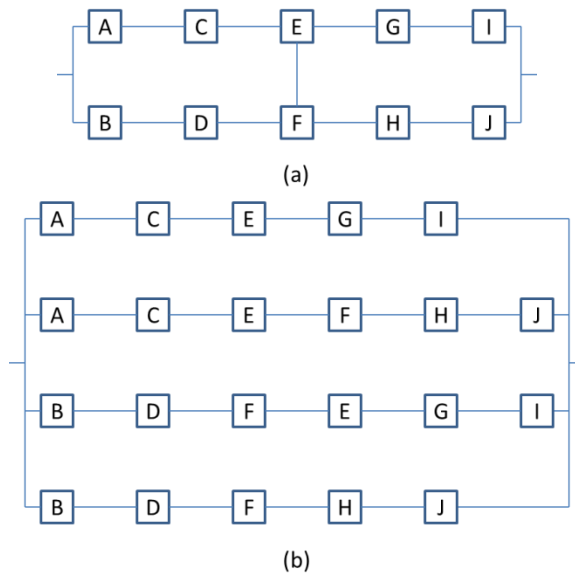 A C E G I
B D F H J
(a)
A C E G I
A C E F H J
B D F E G I
B D F H J
(b)